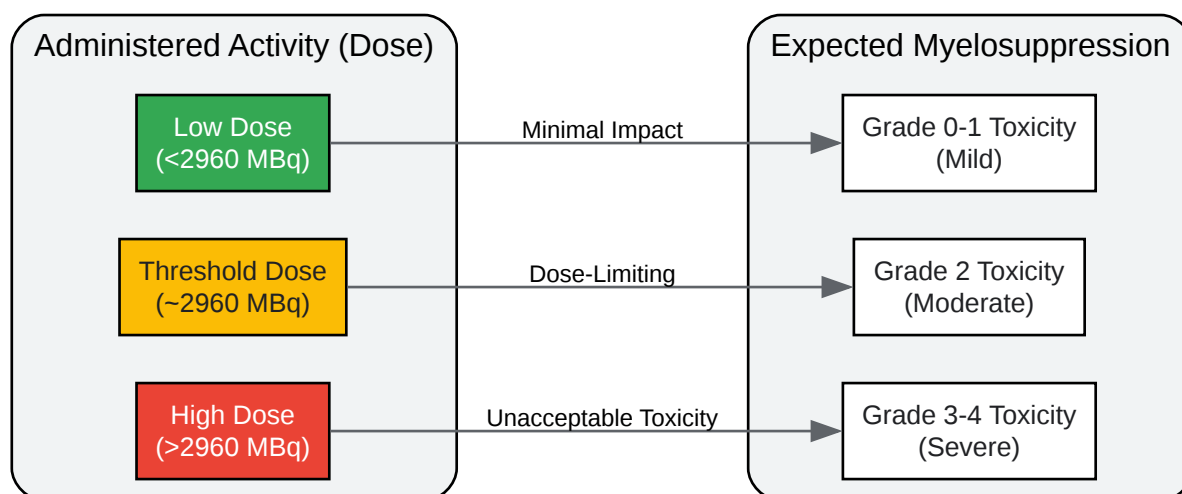 Administered Activity (Dose)
Expected Myelosuppression
Low Dose
(<2960 MBq)
Minimal Impact
Grade 0-1 Toxicity
(Mild)
Threshold Dose
(~2960 MBq)
Dose-Limiting
Grade 2 Toxicity
(Moderate)
High Dose
(>2960 MBq)
Unacceptable Toxicity
Grade 3-4 Toxicity
(Severe)